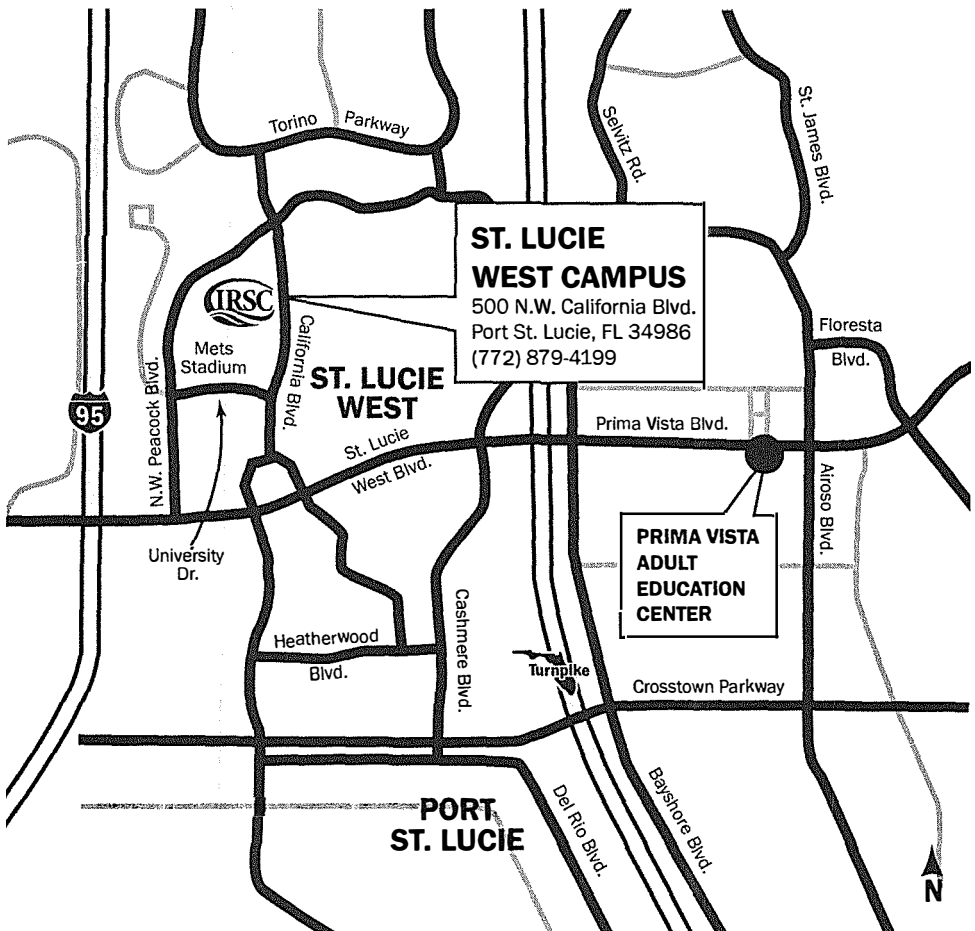 Torino Parkway
Selvitz Rd.
St. James Blvd.
ST. LUCIE
WEST CAMPUS
500 N.W. California Blvd.
Port St. Lucie, FL 34986
(772) 879-4199
IRSC
Mets
Stadium
California Blvd.
N.W. Peacock Blvd.
95
ST. LUCIE
WEST
Floresta
Blvd.
Prima Vista Blvd.
St. Lucie
West Blvd.
Airoso Blvd.
University
Dr.
PRIMA VISTA
ADULT
EDUCATION
CENTER
Cashmere Blvd.
Heatherwood
Blvd.
Turnpike
Crosstown Parkway
PORT
ST. LUCIE
Del Rio Blvd.
Bayshore Blvd.
N